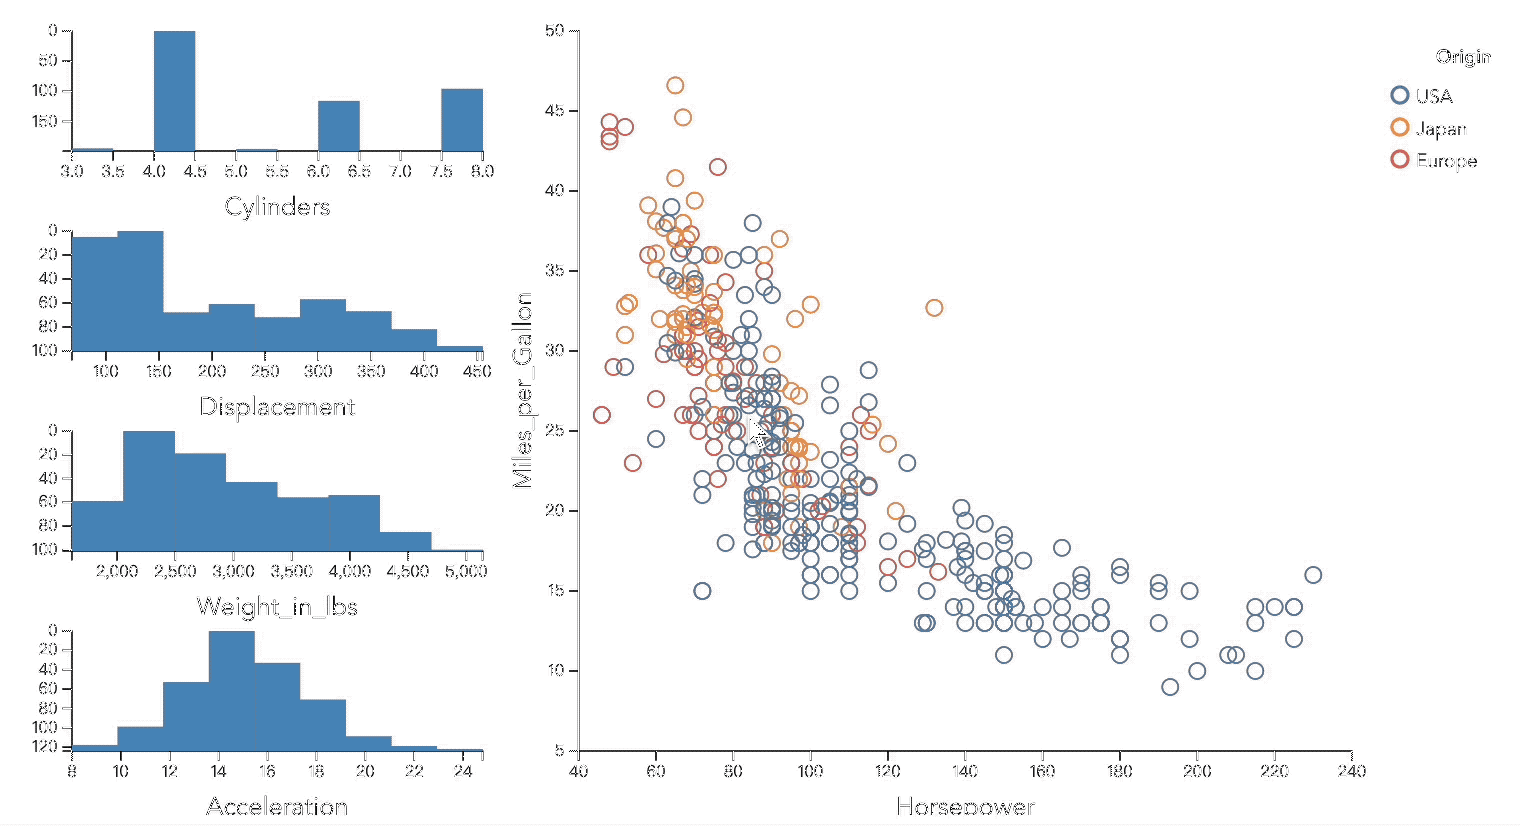 0
50
100
150
3.0 3.5 4.0 4.5 5.0 5.5 6.0 6.5 7.0 7.5 8.0
Cylinders
0
20
40
60
80
100
100 150 200 250 300 350 400 450
Displacement
0
20
40
60
80
100
2,000 2,500 3,000 3,500 4,000 4,500 5,000
Weight_in_lbs
0
20
40
60
80
100
120
8 10 12 14 16 18 20 22 24
Acceleration
50
45
40
35
30
25
20
15
10
5
Miles_per_Gallon
40 60 80 100 120 140 160 180 200 220 240
Horsepower
Origin
USA
Japan
Europe